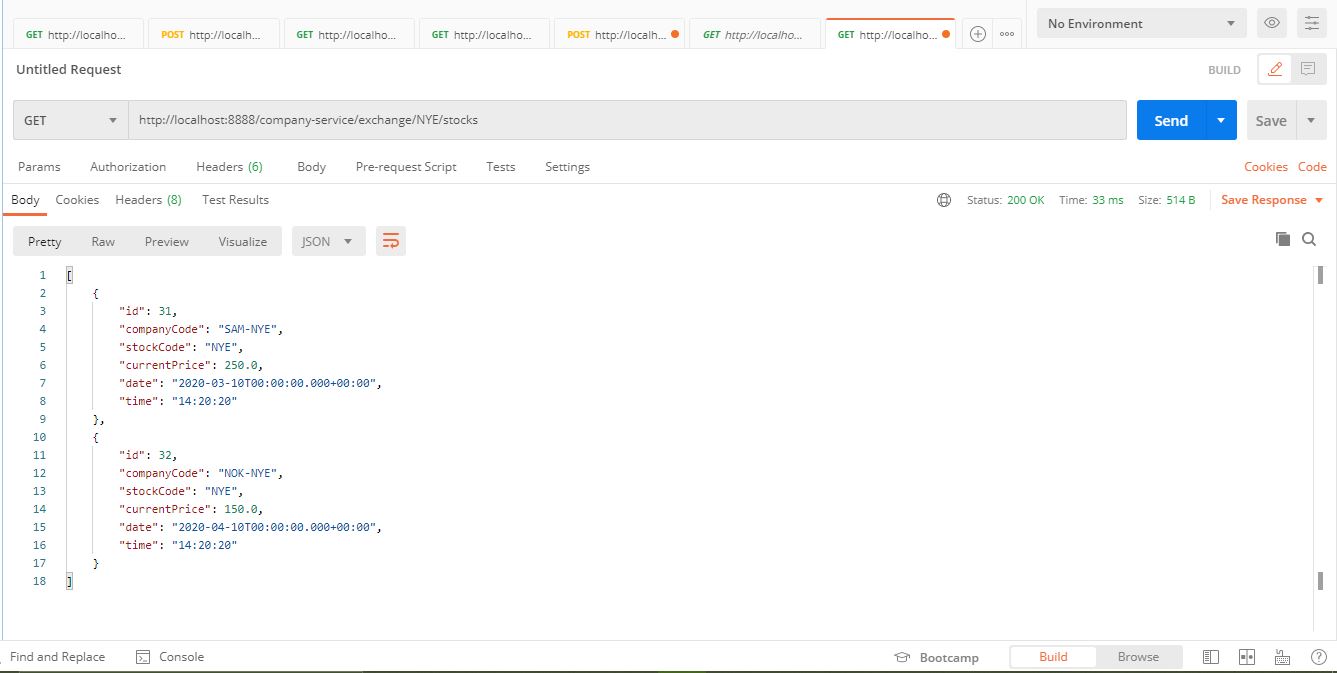 GET http://localho...
POST http://localh...
GET http://localho...
GET http://localho...
POST http://localh...
GET http://localho...
GET http://localho...
No Environment
Untitled Request
BUILD
GET
http://localhost:8888/company-service/exchange/NYE/stocks
Send
Save
Params Authorization Headers (6) Body Pre-request Script Tests Settings Cookies Code
Body Cookies Headers (8) Test Results Status: 200 OK Time: 33 ms Size: 514 B Save Response
Pretty Raw Preview Visualize JSON
1 [
2 {
3 "id": 31,
4 "companyCode": "SAM-NYE",
5 "stockCode": "NYE",
6 "currentPrice": 250.0,
7 "date": "2020-03-10T00:00:00.000+00:00",
8 "time": "14:20:20"
9 },
10 {
11 "id": 32,
12 "companyCode": "NOK-NYE",
13 "stockCode": "NYE",
14 "currentPrice": 150.0,
15 "date": "2020-04-10T00:00:00.000+00:00",
16 "time": "14:20:20"
17 }
18 ]
Find and Replace Console Bootcamp Build Browse